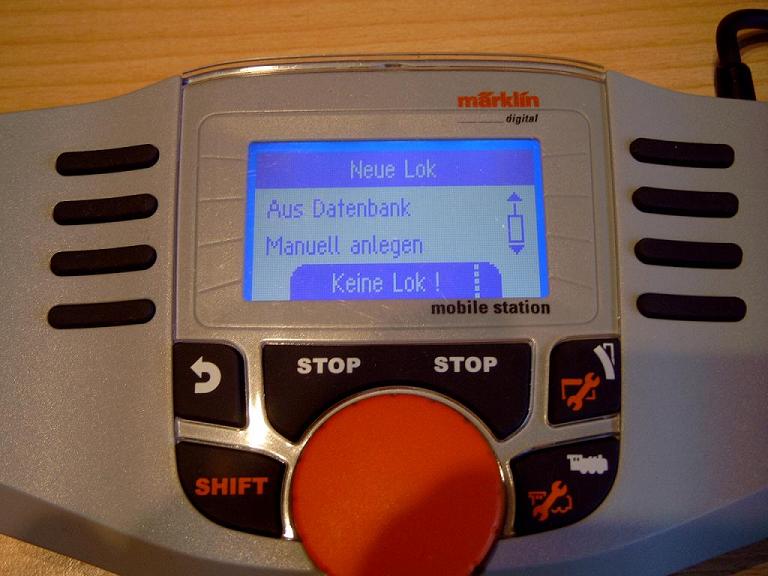 märklin
digital
Neue Lok
Aus Datenbank
Manuell anlegen
Keine Lok !
mobile station
STOP STOP
SHIFT